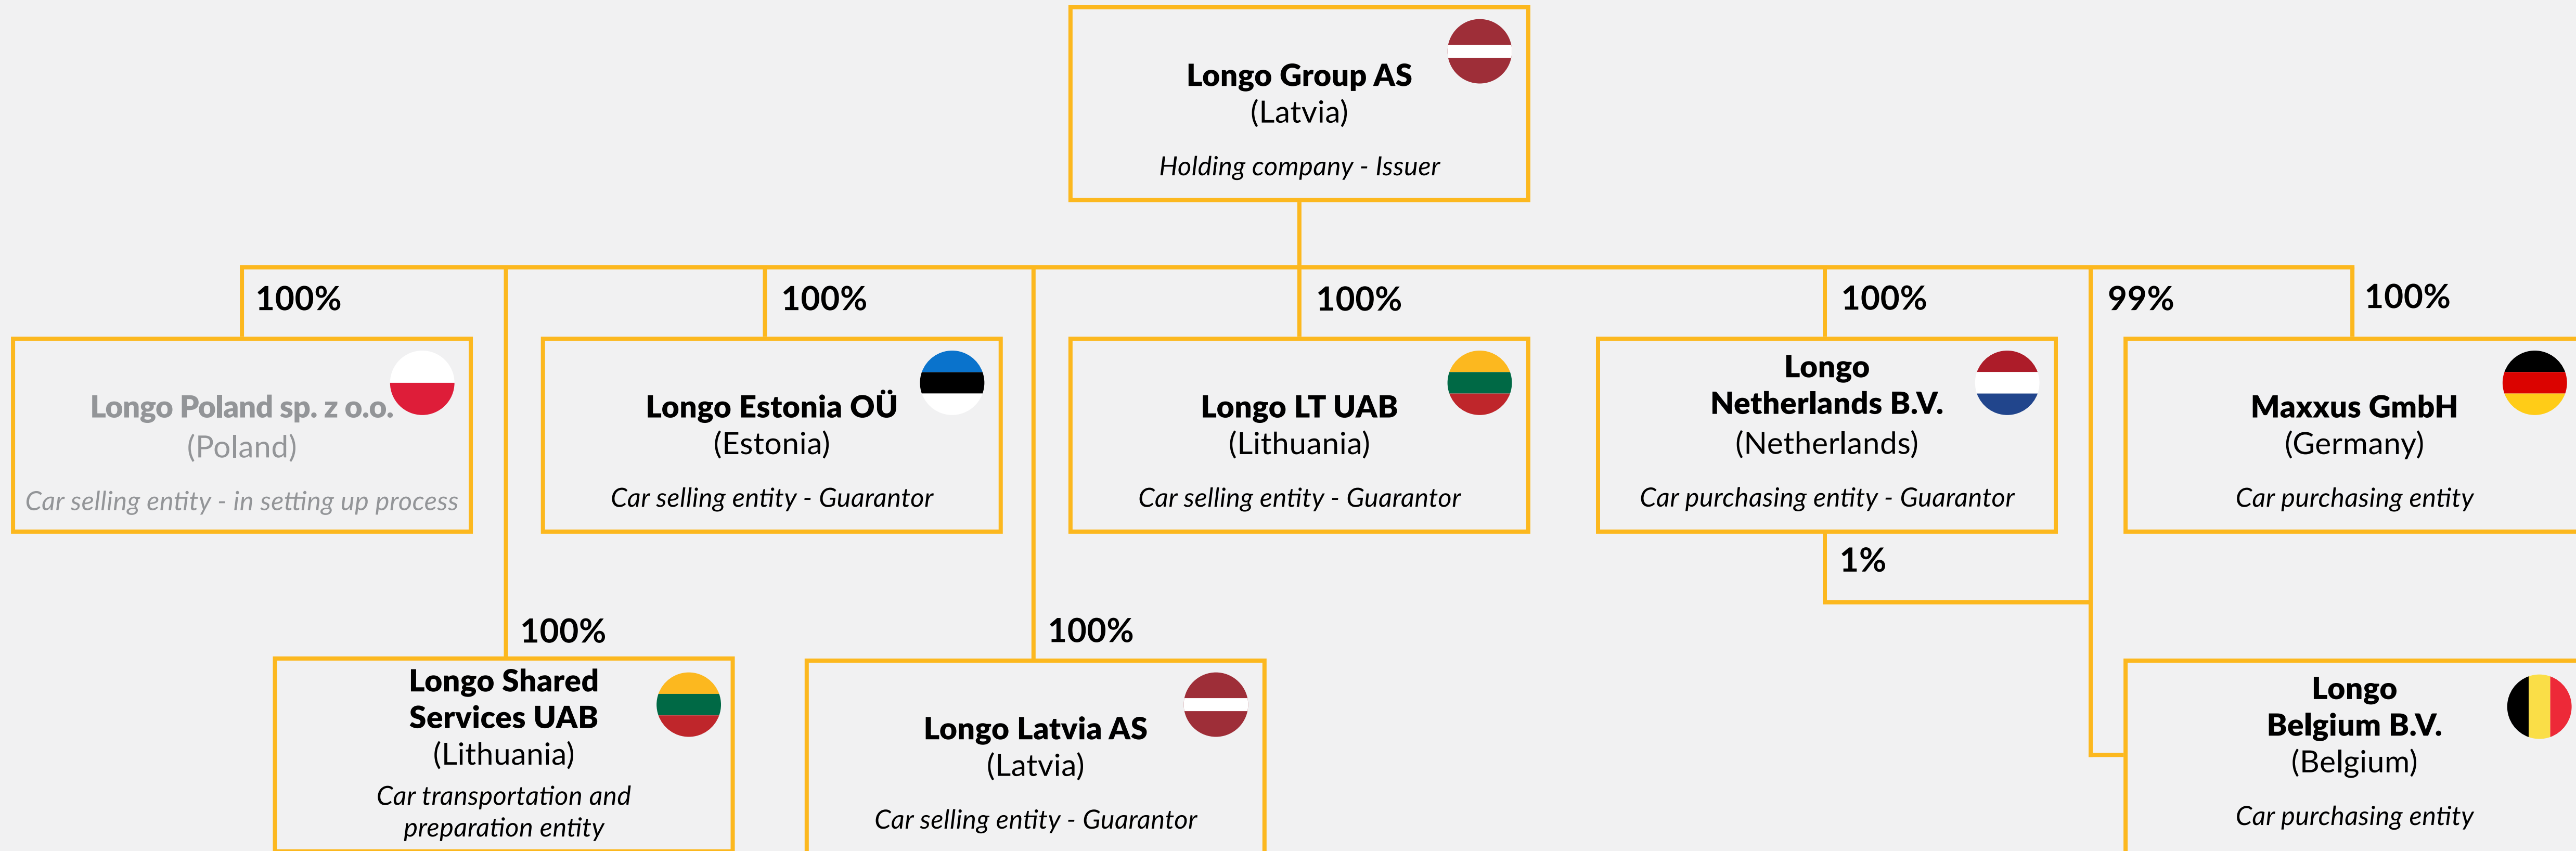 Longo Group AS
(Latvia)
Holding company - Issuer
100%
100%
100%
100%
99%
100%
Longo Poland sp. z o.o.
(Poland)
Car selling entity - in setting up process
Longo Estonia OÜ
(Estonia)
Car selling entity - Guarantor
Longo LT UAB
(Lithuania)
Car selling entity - Guarantor
Longo
Netherlands B.V.
(Netherlands)
Car purchasing entity - Guarantor
Maxxus GmbH
(Germany)
Car purchasing entity
1%
100%
100%
Longo Shared
Services UAB
(Lithuania)
Car transportation and
preparation entity
Longo Latvia AS
(Latvia)
Car selling entity - Guarantor
Longo
Belgium B.V.
(Belgium)
Car purchasing entity